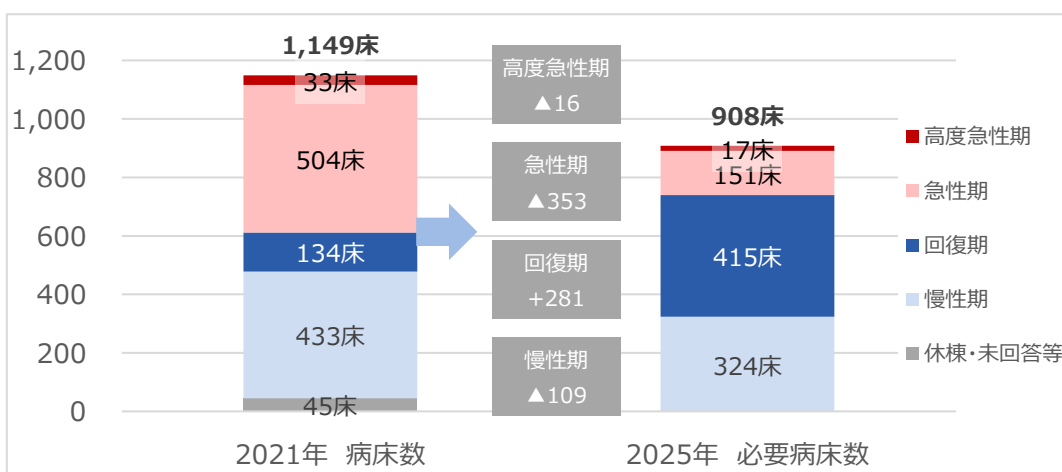 1,200
1,000
800
600
400
200
0
1,149床
33床
504床
134床
433床
45床
2021年 病床数
高度急性期
▲16
急性期
▲353
回復期
+281
慢性期
▲109
908床
17床
151床
415床
324床
2025年 必要病床数
高度急性期
急性期
回復期
慢性期
休棟・未回答等